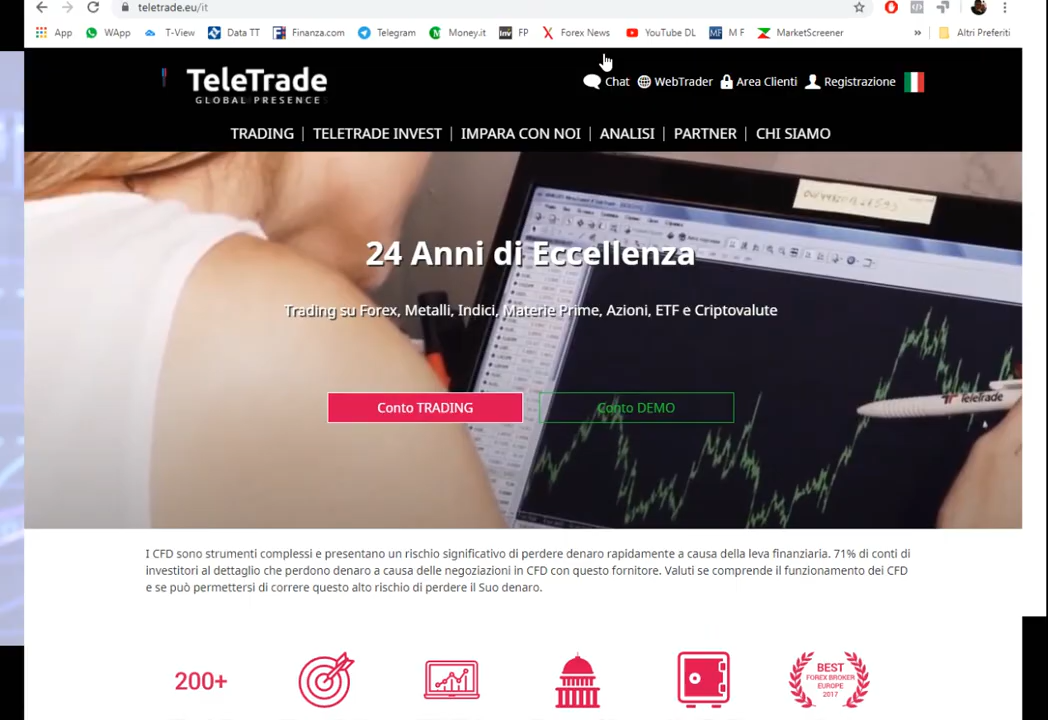 teletrade.eu/it
App WApp T-View Data TT Finanza.com Telegram Money.it Inv FP Forex News YouTube DL MF M F MarketScreener » Altri Preferiti
TeleTrade
GLOBAL PRESENCE
Chat WebTrader Area Clienti Registrazione
TRADING | TELETRADE INVEST | IMPARA CON NOI | ANALISI | PARTNER | CHI SIAMO
24 Anni di Eccellenza
Trading su Forex, Metalli, Indici, Materie Prime, Azioni, ETF e Criptovalute
Conto TRADING
Conto DEMO
TeleTrade
I CFD sono strumenti complessi e presentano un rischio significativo di perdere denaro rapidamente a causa della leva finanziaria. 71% di conti di
investitori al dettaglio che perdono denaro a causa delle negoziazioni in CFD con questo fornitore. Valuti se comprende il funzionamento dei CFD
e se può permettersi di correre questo alto rischio di perdere il Suo denaro.
200+
BEST
FOREX BROKER
EUROPE
2017